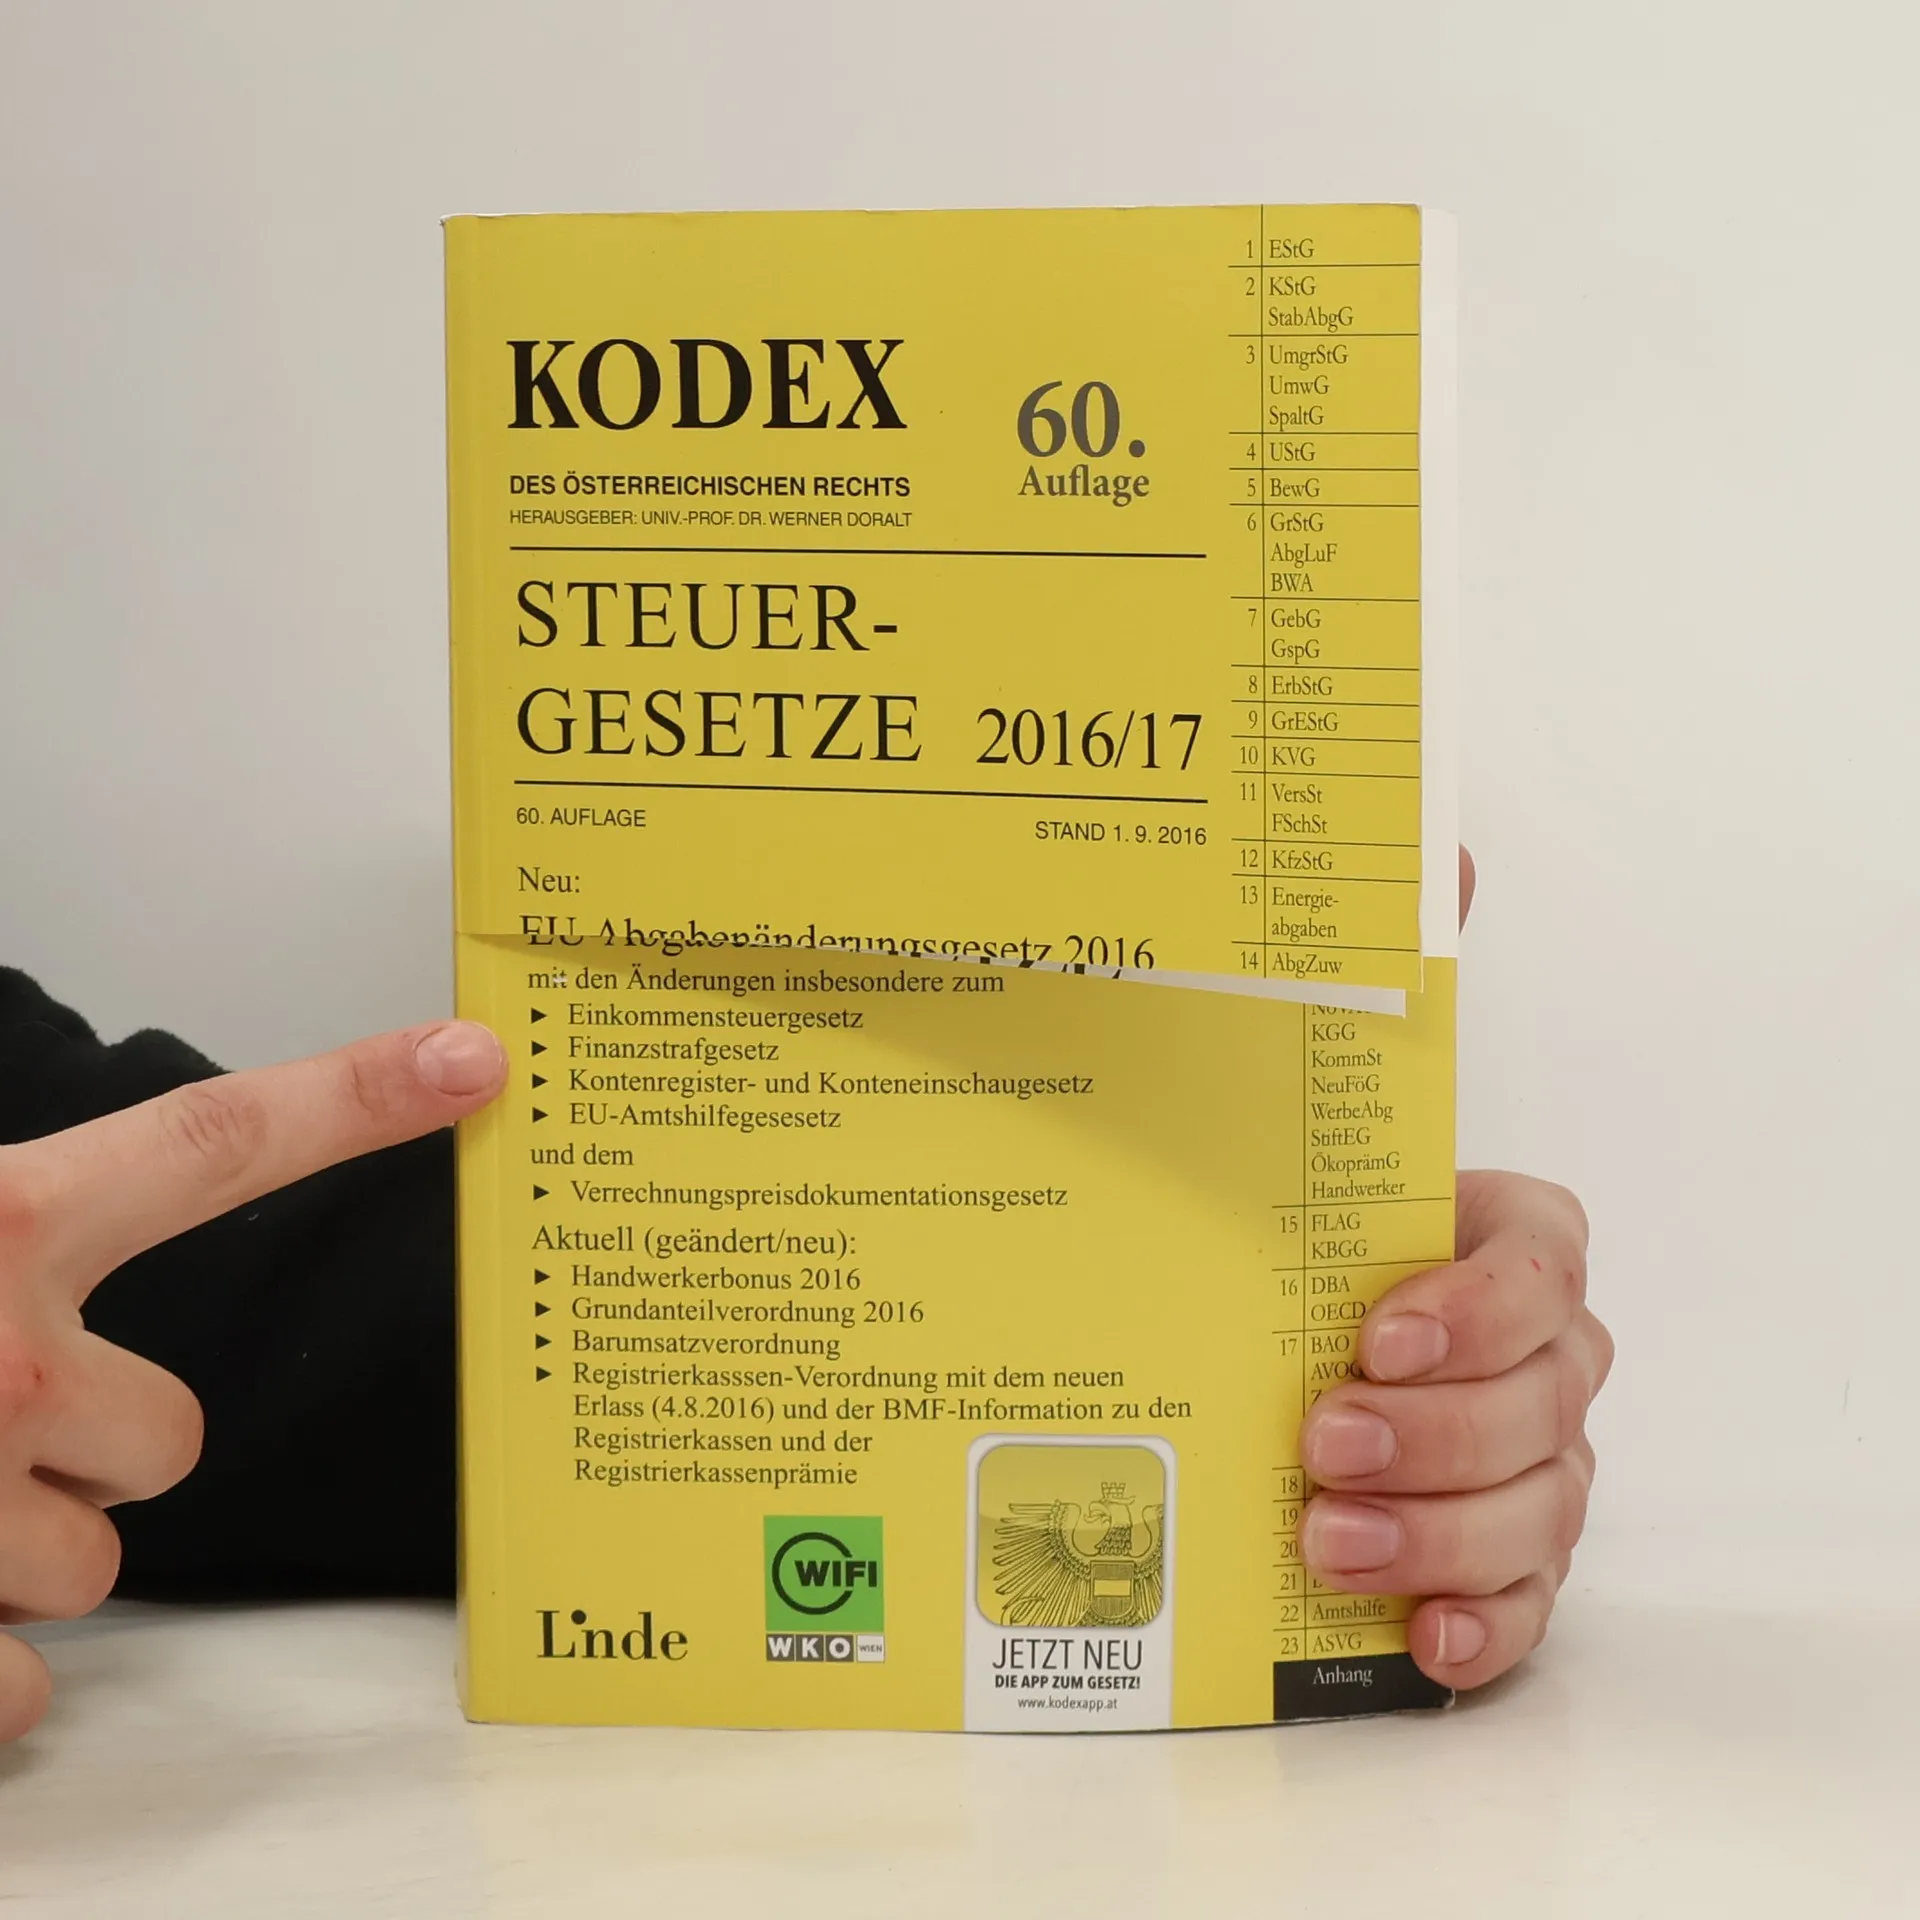 KODEX
60.
Auflage
DES ÖSTERREICHISCHEN RECHTS
HERAUSGEBER: UNIV.-PROF. DR. WERNER DORALT
STEUER-
GESETZE 2016/17
60. AUFLAGE
STAND 1. 9. 2016
Neu:
EU-Abgabenänderungsgesetz 2016
mit den Änderungen insbesondere zum
► Einkommensteuergesetz
► Finanzstrafgesetz
► Kontenregister- und Konteneinschaugesetz
► EU-Amtshilfegesesetz
und dem
► Verrechnungspreisdokumentationsgesetz
Aktuell (geändert/neu):
► Handwerkerbonus 2016
► Grundanteilverordnung 2016
► Barumsatzverordnung
► Registrierkasssen-Verordnung mit dem neuen
Erlass (4.8.2016) und der BMF-Information zu den
Registrierkassen und der
Registrierkassenprämie
Linde
WIFI
WKO WIEN
JETZT NEU
DIE APP ZUM GESETZ!
www.kodexapp.at
1 EStG
2 KStG
StabAbgG
3 UmgrStG
UmwG
SpaltG
4 UStG
5 BewG
6 GrStG
AbgLuF
BWA
7 GebG
GspG
8 ErbStG
9 GrEStG
10 KVG
11 VersSt
FSchSt
12 KfzStG
13 Energie-
abgaben
14 AbgZuw
KGG
KommSt
NeuFöG
WerbeAbg
StiftEG
ÖkoprämG
Handwerker
15 FLAG
KBGG
16 DBA
OECD
17 BAO
AVOG
18
19
20
21
22 Amtshilfe
23 ASVG
Anhang